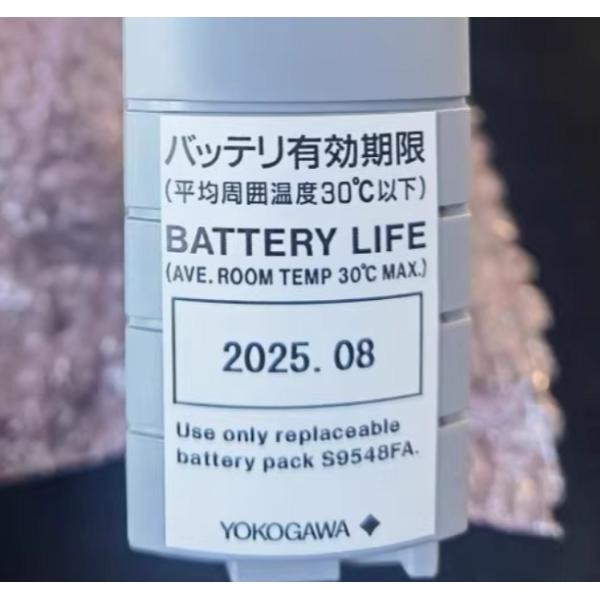 バッテリ有効期限
(平均周囲温度30℃以下)
BATTERY LIFE
(AVE. ROOM TEMP 30℃ MAX.)
2025. 08
Use only replaceable
battery pack S9548FA.
YOKOGAWA